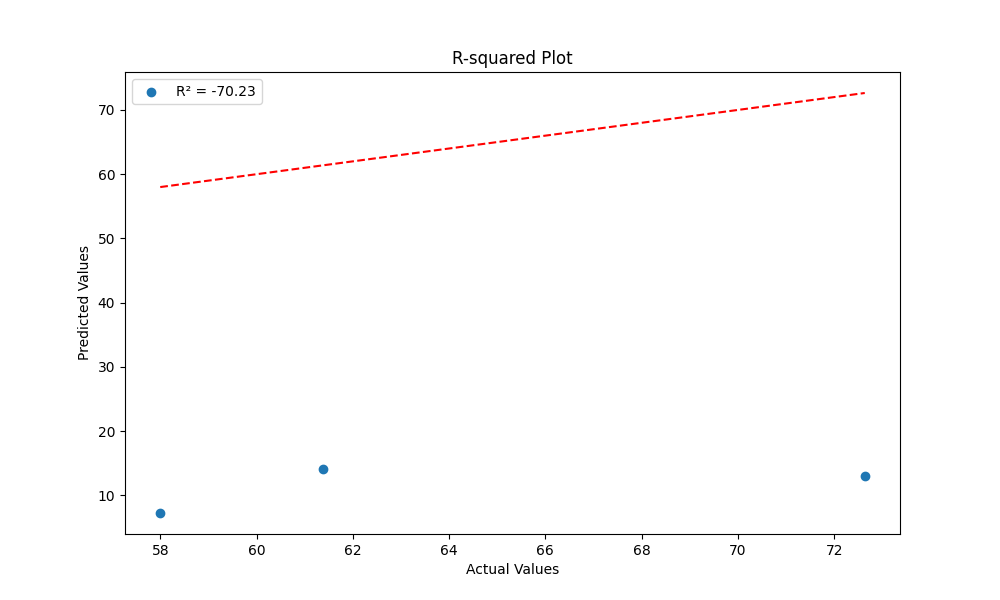 R-squared Plot
R² = -70.23
70
60
50
40
30
20
10
Predicted Values
58 60 62 64 66 68 70 72
Actual Values